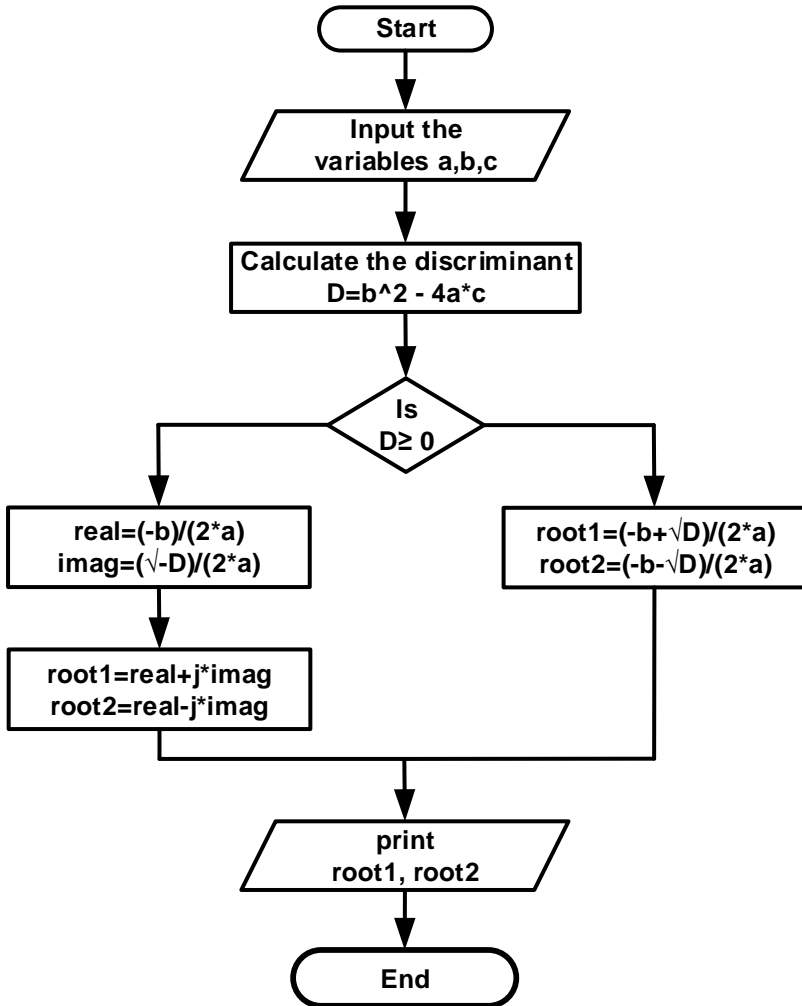 Start
Input the
variables a,b,c
Calculate the discriminant
D=b^2 - 4a*c
Is
D≥ 0
real=(-b)/(2*a)
imag=(√-D)/(2*a)
root1=(-b+√D)/(2*a)
root2=(-b-√D)/(2*a)
root1=real+j*imag
root2=real-j*imag
print
root1, root2
End